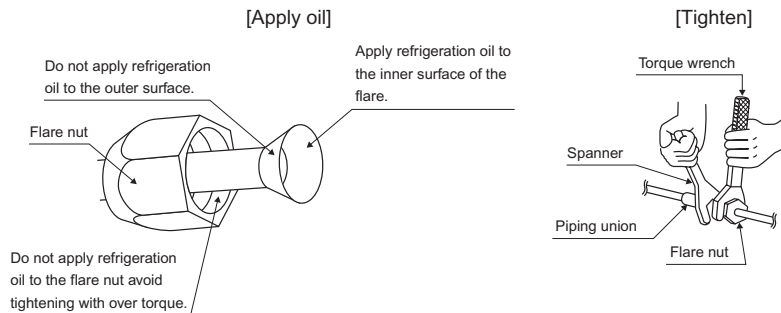 [Apply oil]
Do not apply refrigeration
oil to the outer surface.
Apply refrigeration oil to
the inner surface of the
flare.
Flare nut
Do not apply refrigeration
oil to the flare nut avoid
tightening with over torque.
[Tighten]
Torque wrench
Spanner
Piping union
Flare nut